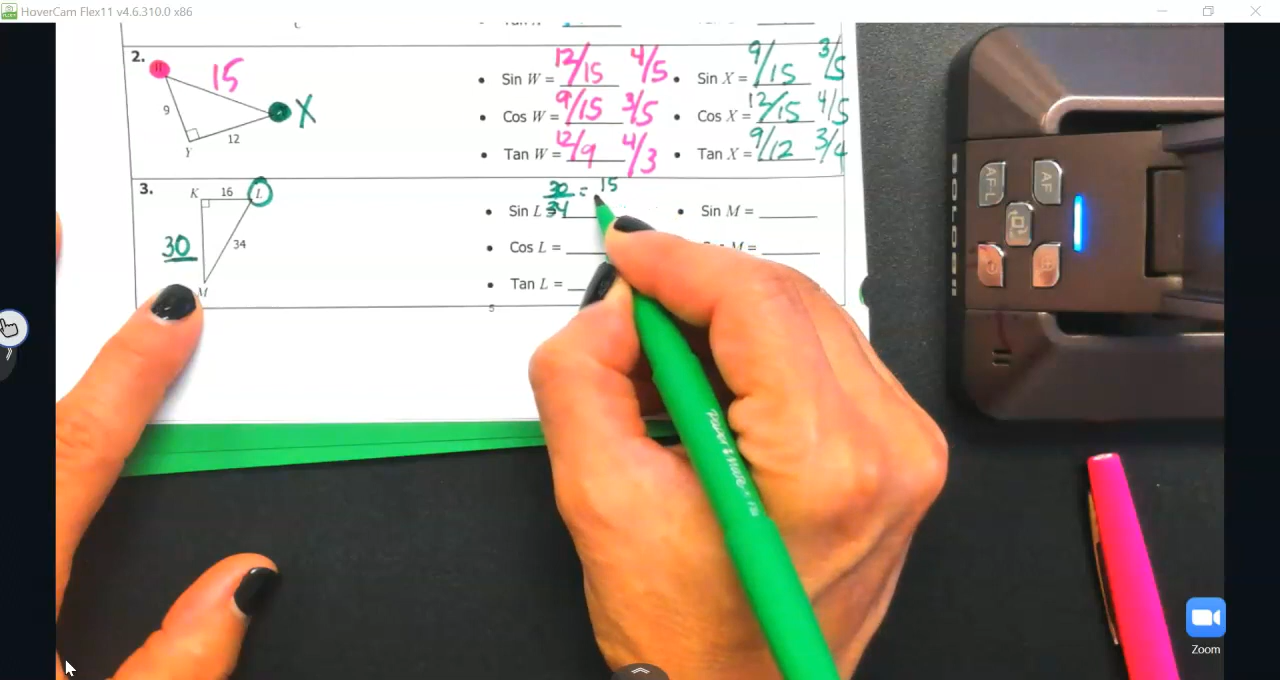 HoverCam Flex11 v4.6.310.0 x86
2.
15
X
9
12
Y
• Sin W = 12/15 4/5
• Cos W = 9/15 3/5
• Tan W = 12/9 4/3
• Sin X = 9/15 3/5
• Cos X = 12/15 4/5
• Tan X = 9/12 3/4
3.
K 16 L
30
34
M
30/34 = 15
• Sin L =
• Cos L =
• Tan L =
• Sin M =
M =
5
AF-L
AF
SOLO 8
Zoom